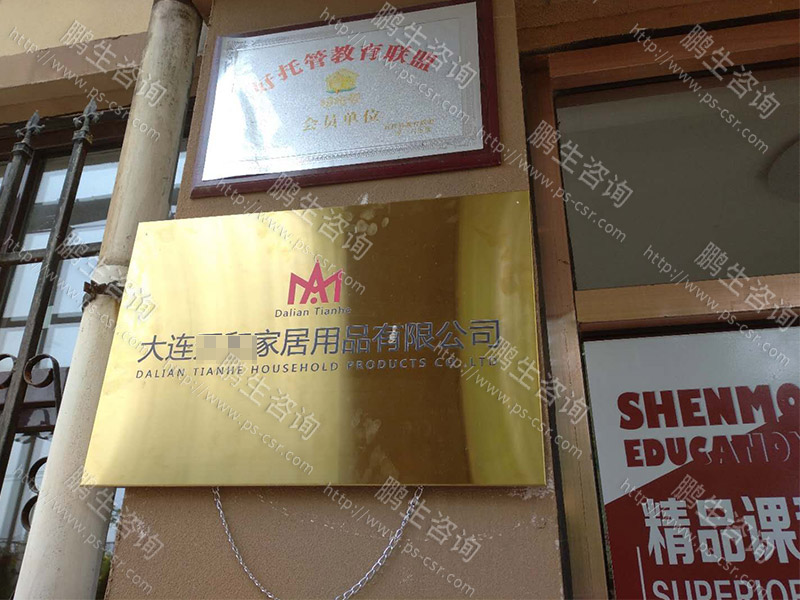 好托管教育联盟
会员单位
Dalian Tianhe
大连 家居用品有限公司
DALIAN TIANHE HOUSEHOLD PRODUCTS CO.,LTD
SHENMO
EDUCATION
精品课
SUPERIOR
鹏生咨询
http://www.ps-csr.com